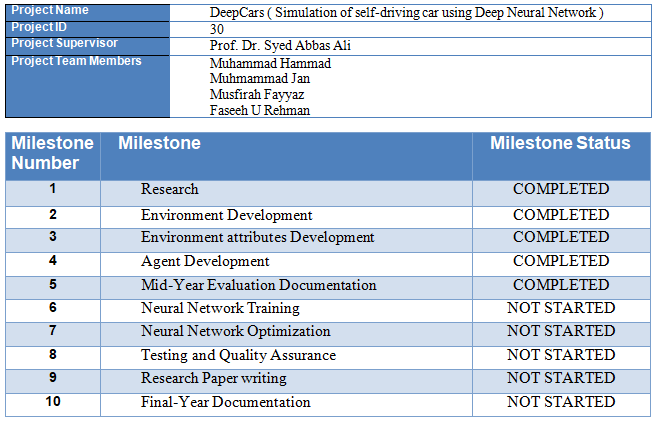 Project Name DeepCars ( Simulation of self-driving car using Deep Neural Network )
Project ID 30
Project Supervisor Prof. Dr. Syed Abbas Ali
Project Team Members Muhammad Hammad
Muhmammad Jan
Musfirah Fayyaz
Faseeh U Rehman
Milestone Number Milestone Milestone Status
1 Research COMPLETED
2 Environment Development COMPLETED
3 Environment attributes Development COMPLETED
4 Agent Development COMPLETED
5 Mid-Year Evaluation Documentation COMPLETED
6 Neural Network Training NOT STARTED
7 Neural Network Optimization NOT STARTED
8 Testing and Quality Assurance NOT STARTED
9 Research Paper writing NOT STARTED
10 Final-Year Documentation NOT STARTED